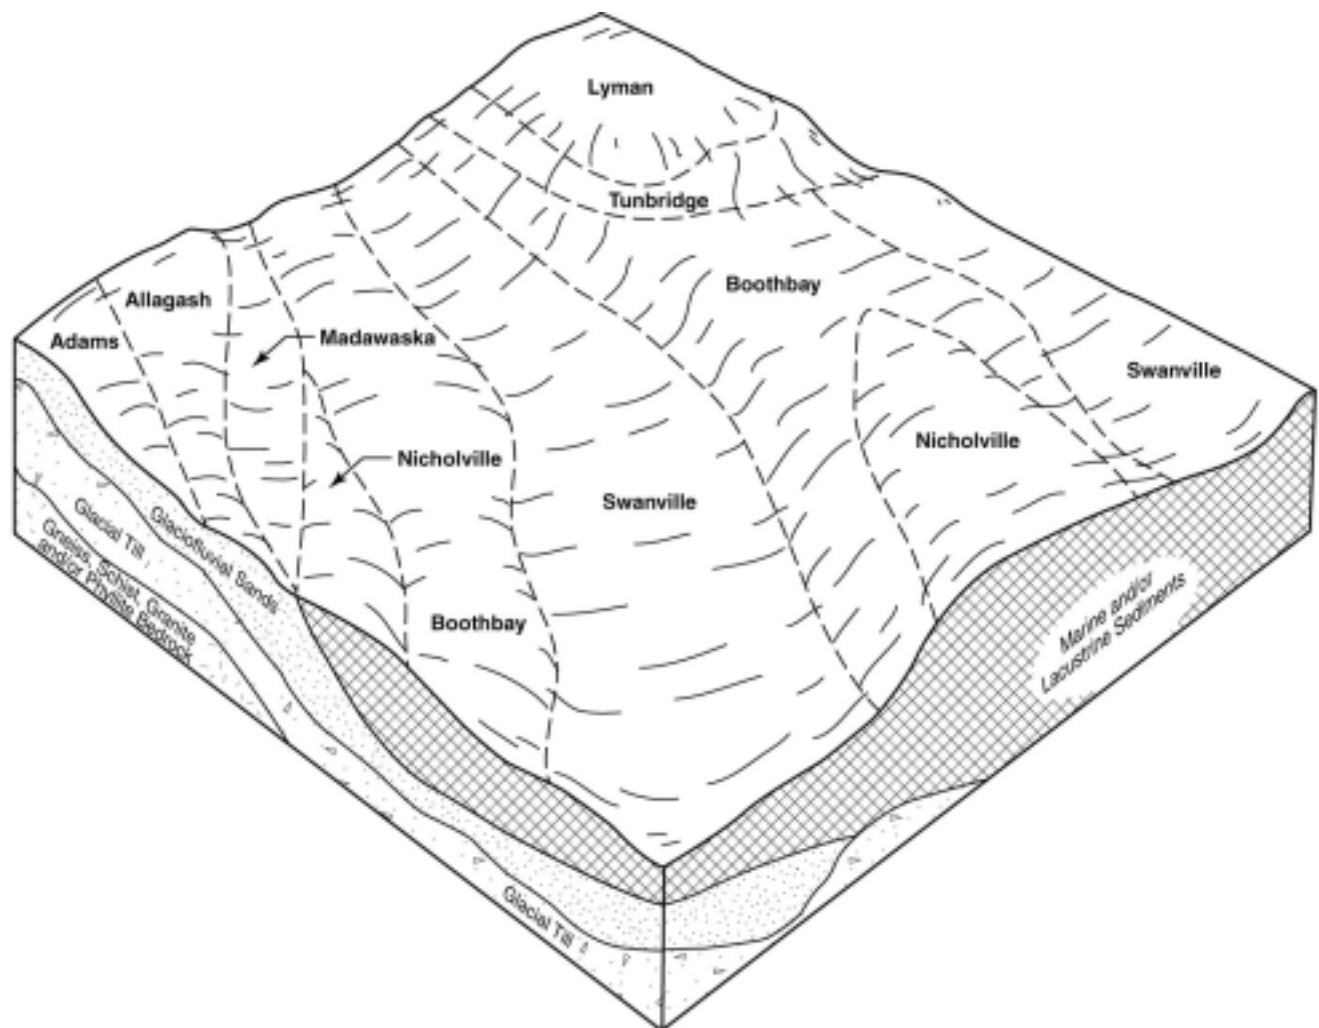 Lyman
Tunbridge
Boothbay
Allagash
Adams
Madawaska
Swanville
Nicholville
Nicholville
Swanville
Boothbay
Glacial Till
Glaciofluvial Sands
Gneiss, Schist, Granite
and/or Phyllite Bedrock
Marine and/or
Lacustrine Sediments
Glacial Till